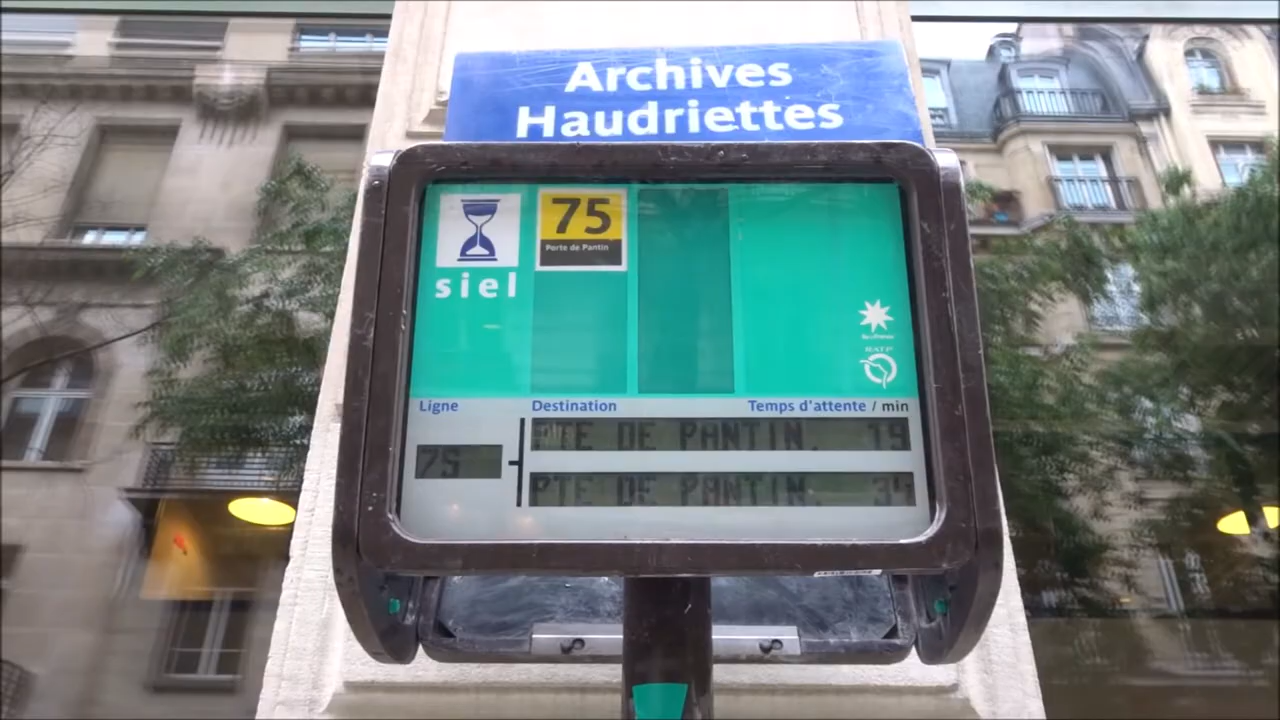 Archives
Haudriettes
75
Porte de Pantin
siel
RATP
Ligne
Destination
Temps d'attente / min
75
PTE DE PANTIN. 19
PTE DE PANTIN. 34